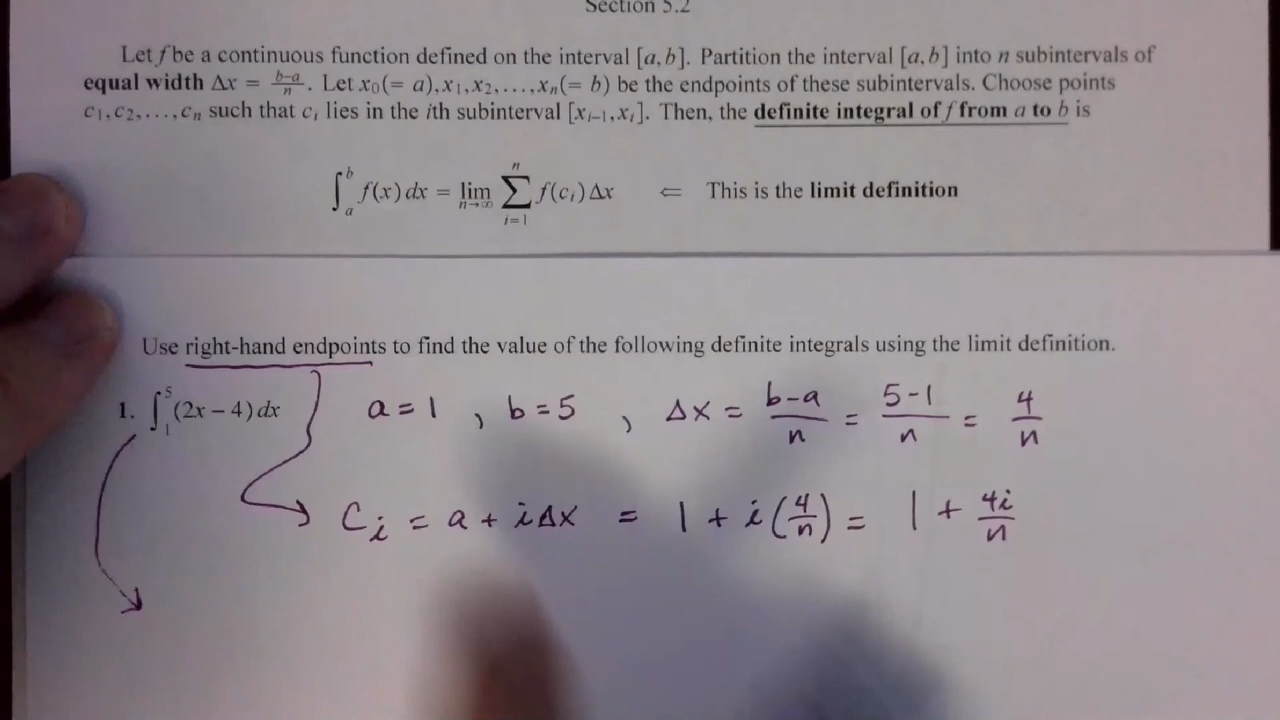 Section 5.2
Let f be a continuous function defined on the interval [a,b]. Partition the interval [a,b] into n subintervals of
equal width Δx = b−a/n. Let x₀(= a),x₁,x₂,…,xₙ(= b) be the endpoints of these subintervals. Choose points
c₁,c₂,…,cₙ such that cᵢ lies in the ith subinterval [xᵢ₋₁,xᵢ]. Then, the definite integral of f from a to b is
∫ₐᵇ f(x) dx = lim n→∞ ∑ᵢ₌₁ⁿ f(cᵢ)Δx ⇐ This is the limit definition
Use right-hand endpoints to find the value of the following definite integrals using the limit definition.
1. ∫₁⁵ (2x − 4) dx a = 1 , b = 5 , Δx = b-a/n = 5-1/n = 4/n
Cᵢ = a + iΔx = 1 + i(4/n) = 1 + 4i/n